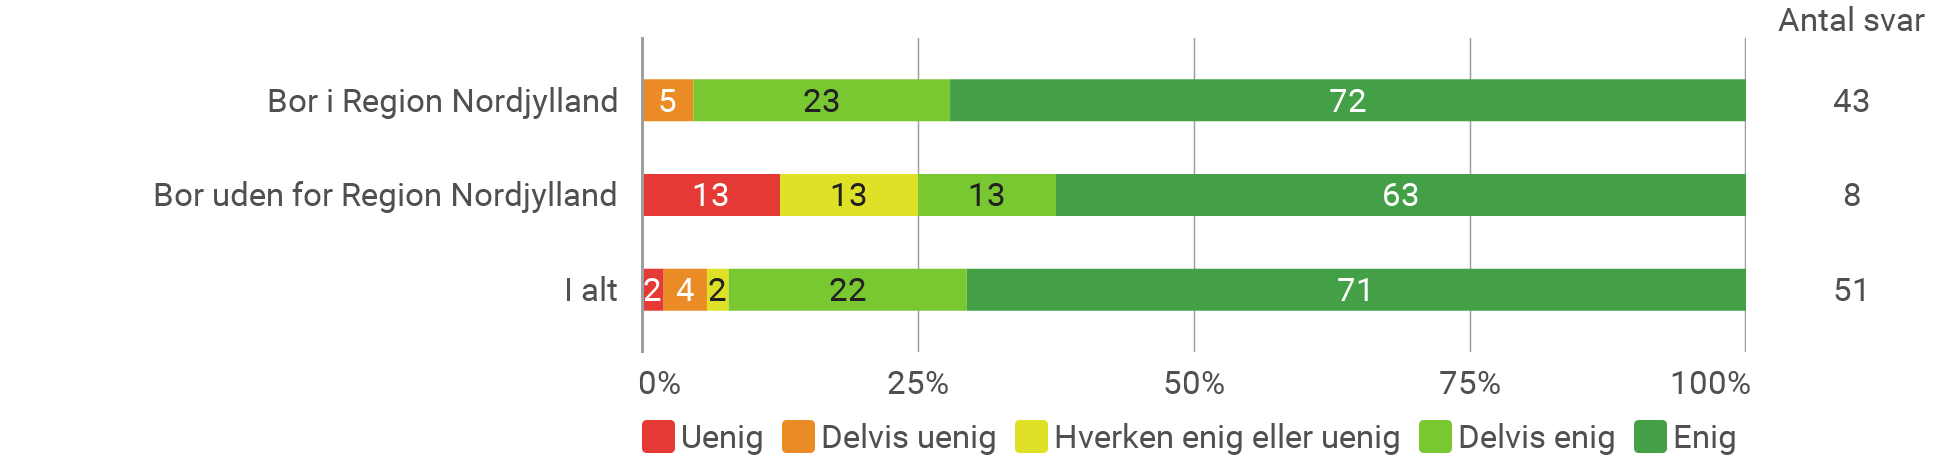 Antal svar
Bor i Region Nordjylland 5 23 72 43
Bor uden for Region Nordjylland 13 13 13 63 8
I alt 2 4 2 22 71 51
0% 25% 50% 75% 100%
Uenig Delvis uenig Hverken enig eller uenig Delvis enig Enig